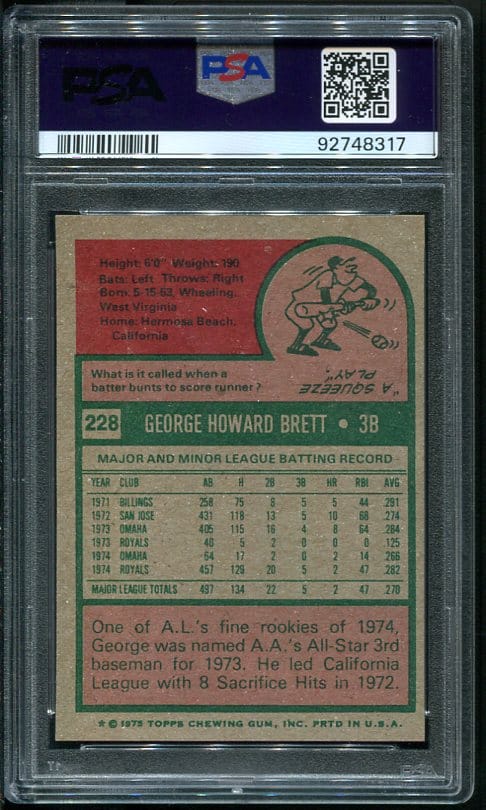 PSA
PSA
92748317
Height: 6'0" Weight: 190
Bats: Left Throws: Right
Born: 5-15-53, Wheeling,
West Virginia
Home: Hermosa Beach,
California
What is it called when a
batter bunts to score runner?
"A SQUEEZE
PLAY".
228 GEORGE HOWARD BRETT • 3B
MAJOR AND MINOR LEAGUE BATTING RECORD
YEAR CLUB AB H 2B 3B HR RBI AVG
1971 BILLINGS 258 75 8 5 5 44 .291
1972 SAN JOSE 431 118 13 5 10 68 .274
1973 OMAHA 405 115 16 4 8 64 .284
1973 ROYALS 40 5 2 0 0 0 .125
1974 OMAHA 64 17 2 0 2 14 .266
1974 ROYALS 457 129 20 5 2 47 .282
MAJOR LEAGUE TOTALS 497 134 22 5 2 47 .270
One of A.L.'s fine rookies of 1974,
George was named A.A.'s All-Star 3rd
baseman for 1973. He led California
League with 8 Sacrifice Hits in 1972.
* © 1975 TOPPS CHEWING GUM, INC. PRTD IN U.S.A.
PSA